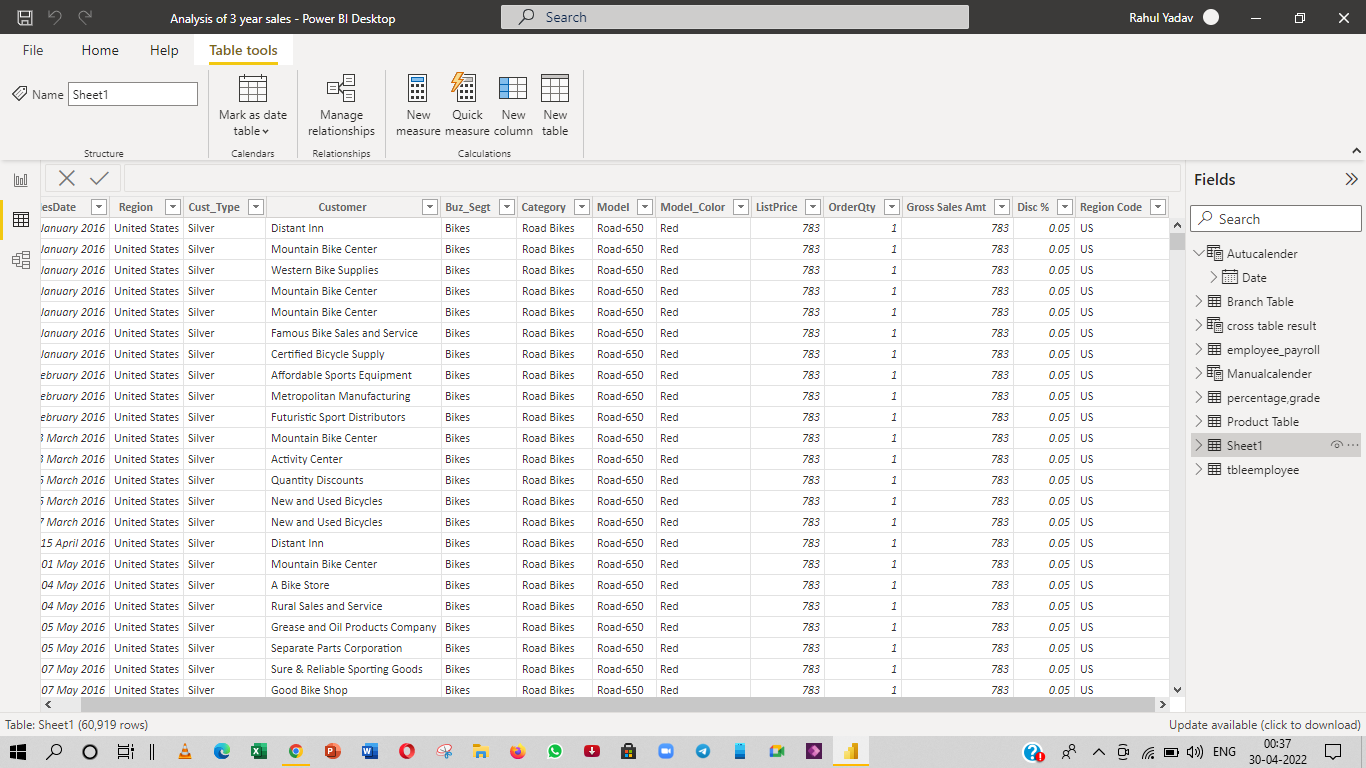 Analysis of 3 year sales - Power BI Desktop Search Rahul Yadav
File Home Help Table tools
Name Sheet1
Mark as date table
Manage relationships
New measure
Quick measure
New column
New table
Structure Calendars Relationships Calculations
esDate Region Cust_Type Customer Buz_Segt Category Model Model_Color ListPrice OrderQty Gross Sales Amt Disc % Region Code
January 2016 United States Silver Distant Inn Bikes Road Bikes Road-650 Red 783 1 783 0.05 US
January 2016 United States Silver Mountain Bike Center Bikes Road Bikes Road-650 Red 783 1 783 0.05 US
January 2016 United States Silver Western Bike Supplies Bikes Road Bikes Road-650 Red 783 1 783 0.05 US
January 2016 United States Silver Mountain Bike Center Bikes Road Bikes Road-650 Red 783 1 783 0.05 US
January 2016 United States Silver Mountain Bike Center Bikes Road Bikes Road-650 Red 783 1 783 0.05 US
January 2016 United States Silver Famous Bike Sales and Service Bikes Road Bikes Road-650 Red 783 1 783 0.05 US
January 2016 United States Silver Certified Bicycle Supply Bikes Road Bikes Road-650 Red 783 1 783 0.05 US
ebruary 2016 United States Silver Affordable Sports Equipment Bikes Road Bikes Road-650 Red 783 1 783 0.05 US
ebruary 2016 United States Silver Metropolitan Manufacturing Bikes Road Bikes Road-650 Red 783 1 783 0.05 US
ebruary 2016 United States Silver Futuristic Sport Distributors Bikes Road Bikes Road-650 Red 783 1 783 0.05 US
March 2016 United States Silver Mountain Bike Center Bikes Road Bikes Road-650 Red 783 1 783 0.05 US
March 2016 United States Silver Activity Center Bikes Road Bikes Road-650 Red 783 1 783 0.05 US
March 2016 United States Silver Quantity Discounts Bikes Road Bikes Road-650 Red 783 1 783 0.05 US
March 2016 United States Silver New and Used Bicycles Bikes Road Bikes Road-650 Red 783 1 783 0.05 US
March 2016 United States Silver New and Used Bicycles Bikes Road Bikes Road-650 Red 783 1 783 0.05 US
15 April 2016 United States Silver Distant Inn Bikes Road Bikes Road-650 Red 783 1 783 0.05 US
01 May 2016 United States Silver Mountain Bike Center Bikes Road Bikes Road-650 Red 783 1 783 0.05 US
04 May 2016 United States Silver A Bike Store Bikes Road Bikes Road-650 Red 783 1 783 0.05 US
04 May 2016 United States Silver Rural Sales and Service Bikes Road Bikes Road-650 Red 783 1 783 0.05 US
05 May 2016 United States Silver Grease and Oil Products Company Bikes Road Bikes Road-650 Red 783 1 783 0.05 US
05 May 2016 United States Silver Separate Parts Corporation Bikes Road Bikes Road-650 Red 783 1 783 0.05 US
07 May 2016 United States Silver Sure & Reliable Sporting Goods Bikes Road Bikes Road-650 Red 783 1 783 0.05 US
07 May 2016 United States Silver Good Bike Shop Bikes Road Bikes Road-650 Red 783 1 783 0.05 US
Fields
Search
Autucalender
Date
Branch Table
cross table result
employee_payroll
Manualcalender
percentage,grade
Product Table
Sheet1
tbleemployee
Table: Sheet1 (60,919 rows) Update available (click to download)
ENG
00:37
30-04-2022